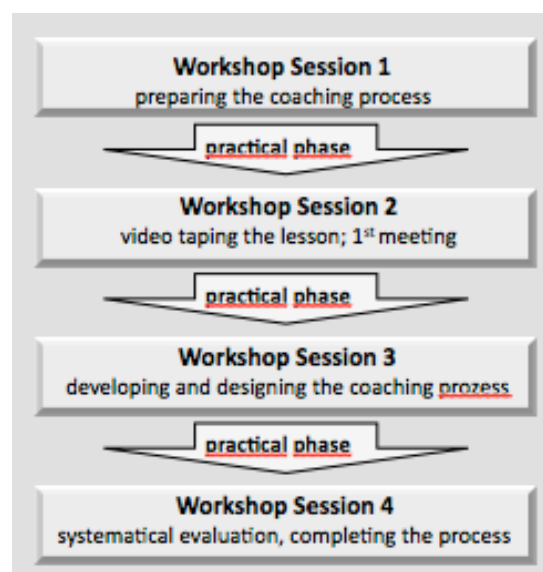 Workshop Session 1
preparing the coaching process
practical phase
Workshop Session 2
video taping the lesson; 1st meeting
practical phase
Workshop Session 3
developing and designing the coaching prozess
practical phase
Workshop Session 4
systematical evaluation, completing the process